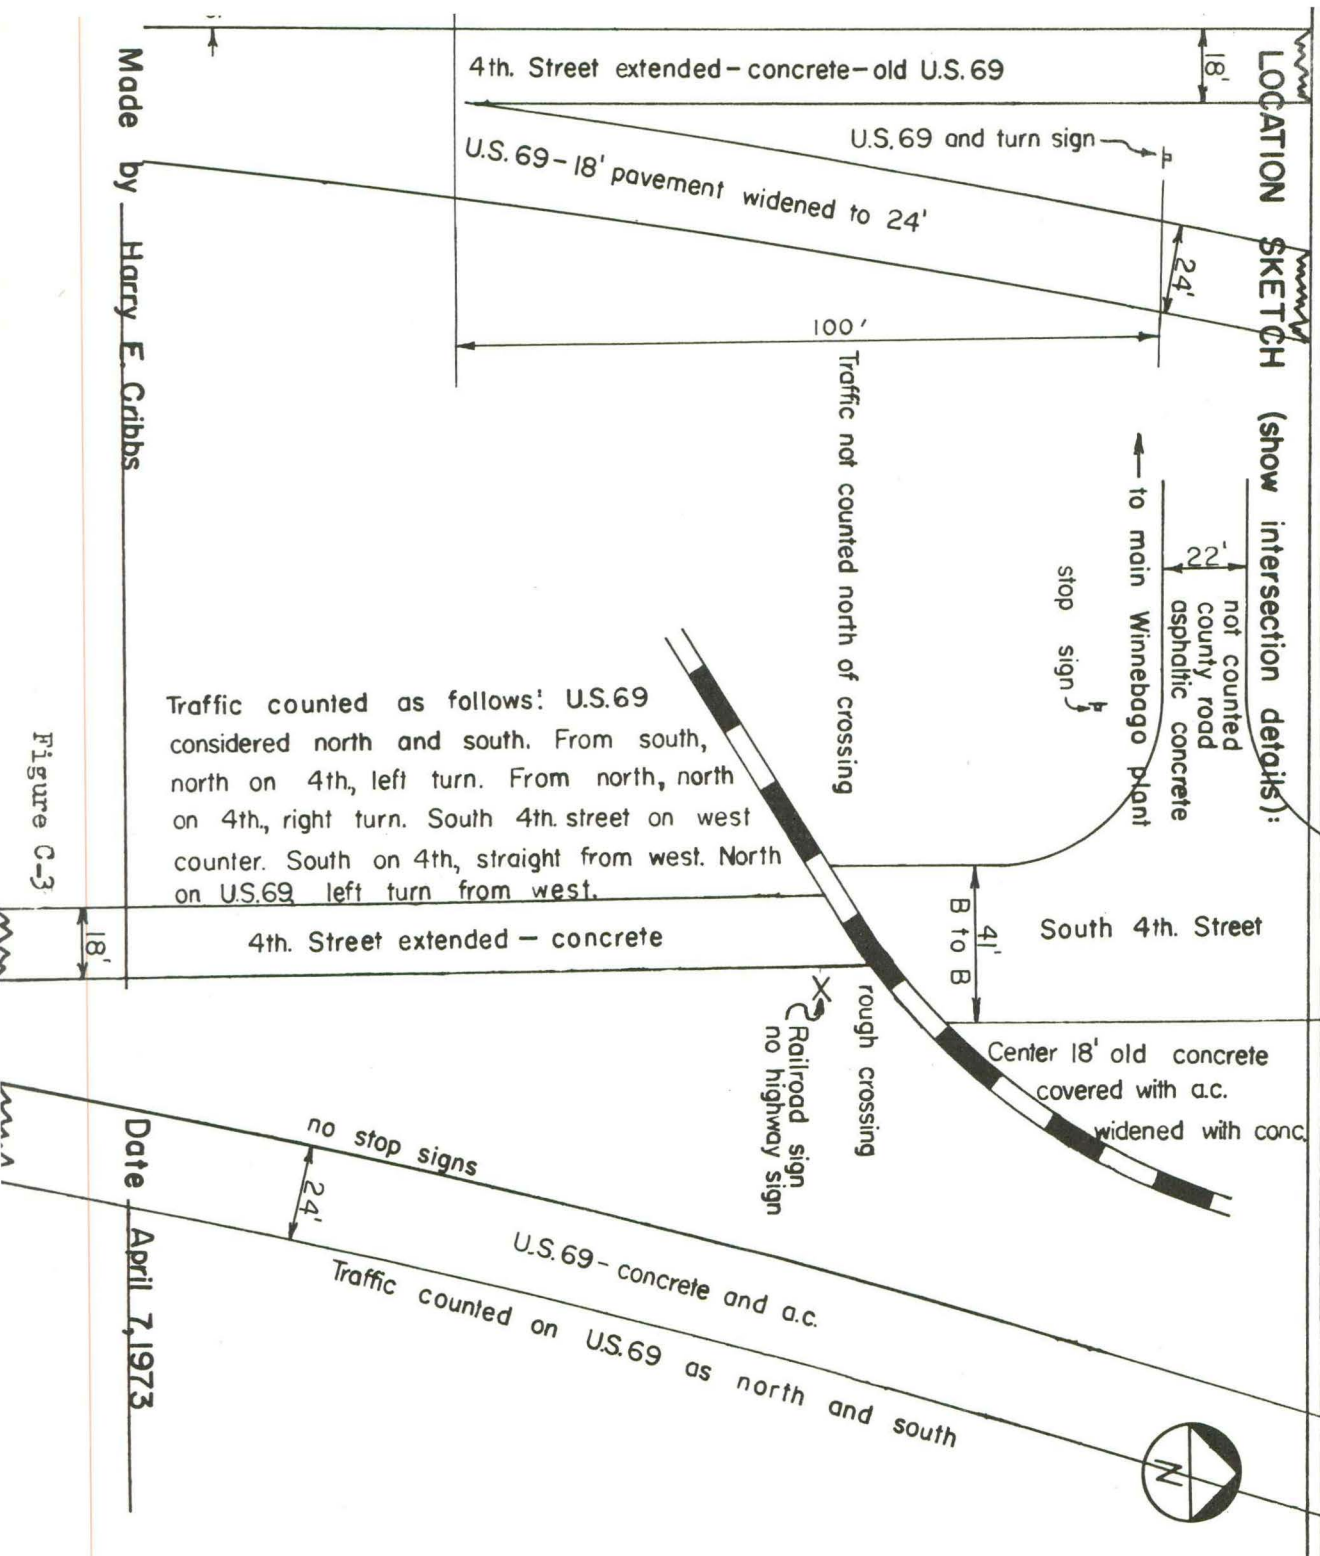 LOCATION SKETCH (show intersection details):
18'
4th. Street extended-concrete-old U.S. 69
U.S. 69 and turn sign
U.S. 69-18' pavement widened to 24'
24'
100'
Traffic not counted north of crossing
to main Winnebago plant
22'
not counted
county road
asphaltic concrete
stop sign
Traffic counted as follows: U.S.69
considered north and south. From south,
north on 4th., left turn. From north, north
on 4th., right turn. South 4th. street on west
counter. South on 4th, straight from west. North
on U.S.69 left turn from west.
18'
4th. Street extended - concrete
41'
B to B
South 4th. Street
Center 18' old concrete
covered with a.c.
widened with conc.
rough crossing
Railroad sign
no highway sign
no stop signs
24'
U.S.69-concrete and a.c.
Traffic counted on U.S.69 as north and south
N
Made by Harry E. Cribbs
Date April 7, 1973
Figure C-3